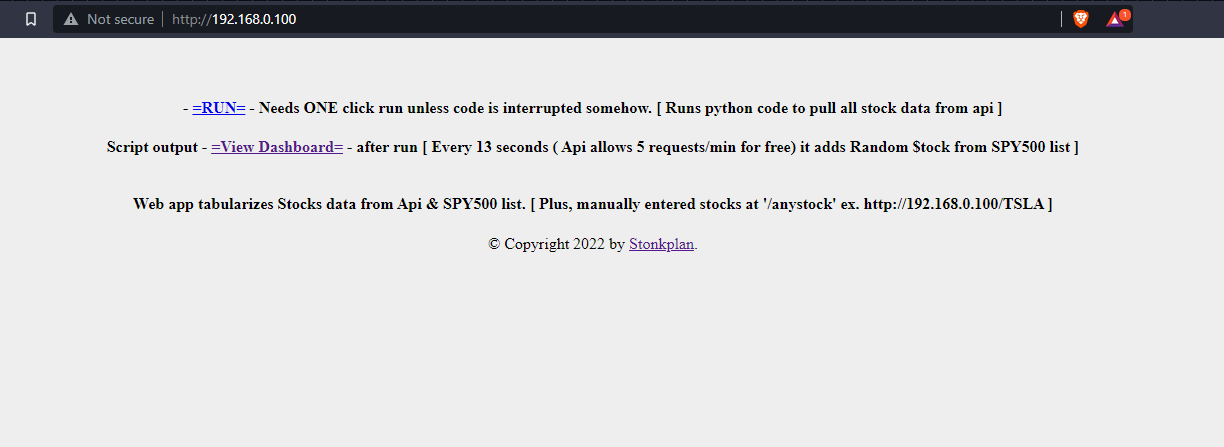 Not secure | http://192.168.0.100
1
- =RUN= - Needs ONE click run unless code is interrupted somehow. [ Runs python code to pull all stock data from api ]
Script output - =View Dashboard= - after run [ Every 13 seconds ( Api allows 5 requests/min for free) it adds Random $tock from SPY500 list ]
Web app tabularizes Stocks data from Api & SPY500 list. [ Plus, manually entered stocks at '/anystock' ex. http://192.168.0.100/TSLA ]
© Copyright 2022 by Stonkplan.